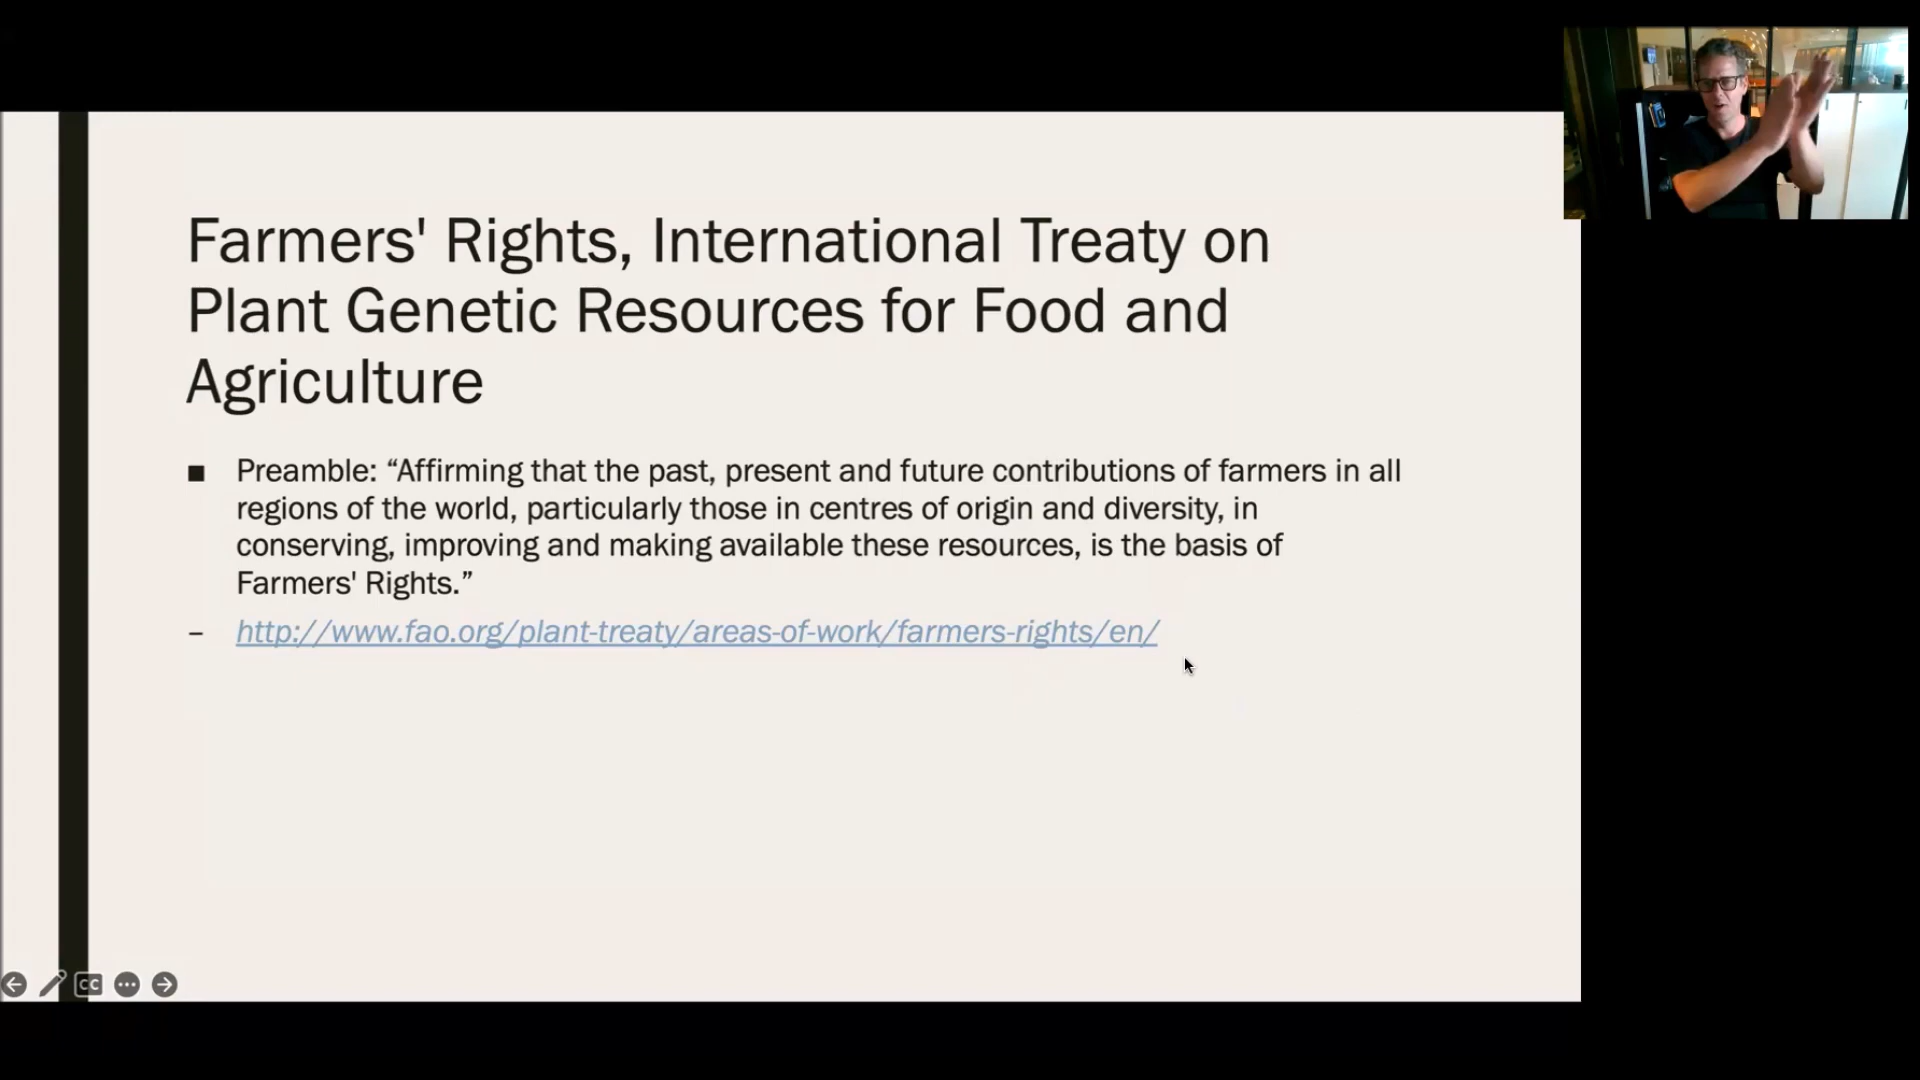 Farmers' Rights, International Treaty on
Plant Genetic Resources for Food and
Agriculture
■ Preamble: “Affirming that the past, present and future contributions of farmers in all
regions of the world, particularly those in centres of origin and diversity, in
conserving, improving and making available these resources, is the basis of
Farmers' Rights.”
– http://www.fao.org/plant-treaty/areas-of-work/farmers-rights/en/
CC